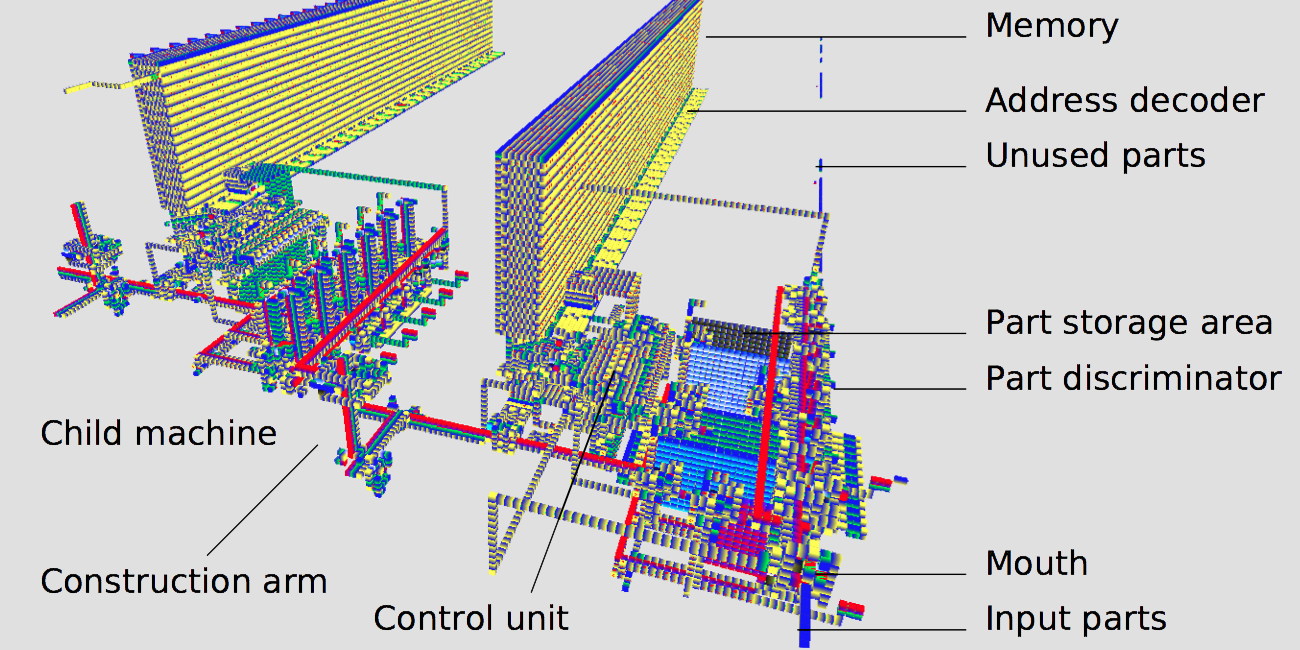 Memory
Address decoder
Unused parts
Part storage area
Part discriminator
Child machine
Mouth
Construction arm
Control unit
Input parts